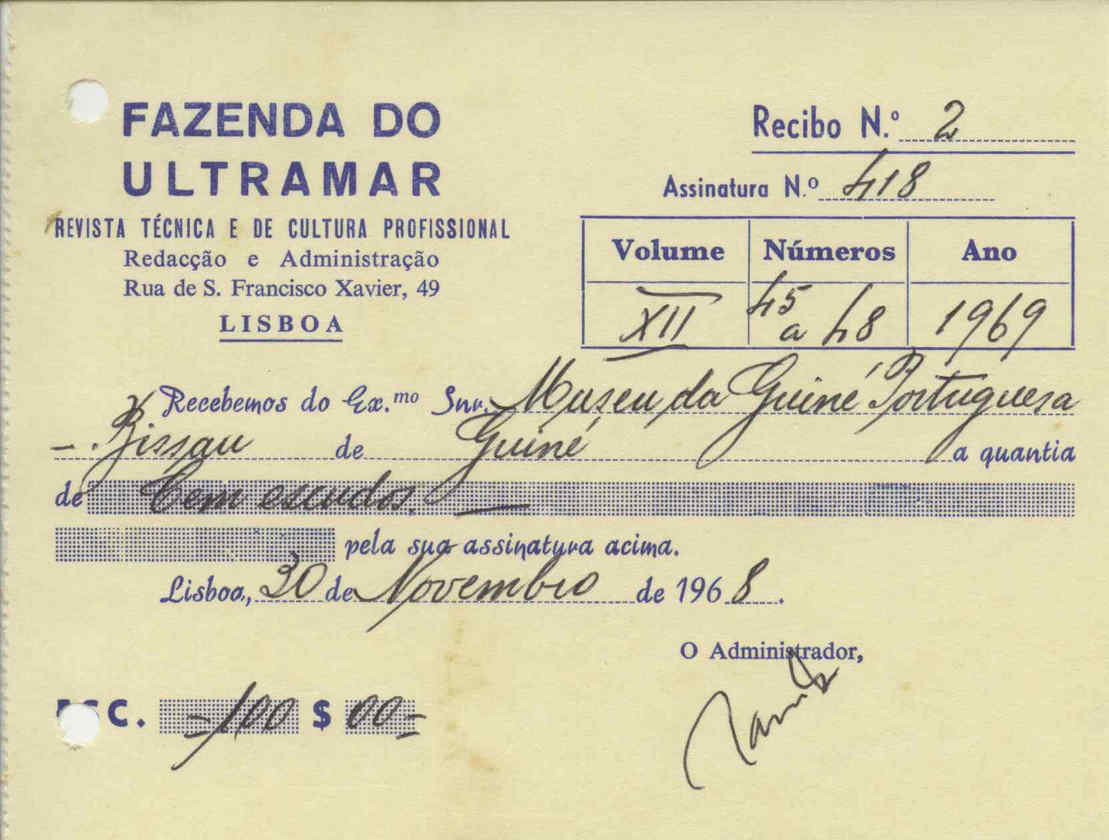 FAZENDA DO
ULTRAMAR
REVISTA TÉCNICA E DE CULTURA PROFISSIONAL
Redacção e Administração
Rua de S. Francisco Xavier, 49
LISBOA
Recibo N.º 2
Assinatura N.º 418
Volume Números Ano
XII 45 a 48 1969
Recebemos do Ex.mo Snr. Museu da Guiné Portuguesa
-. Bissau de Guiné a quantia
de Cem escudos. —
pela sua assinatura acima.
Lisboa, 30 de Novembro de 1968.
O Administrador,
ESC. -100 $ 00-